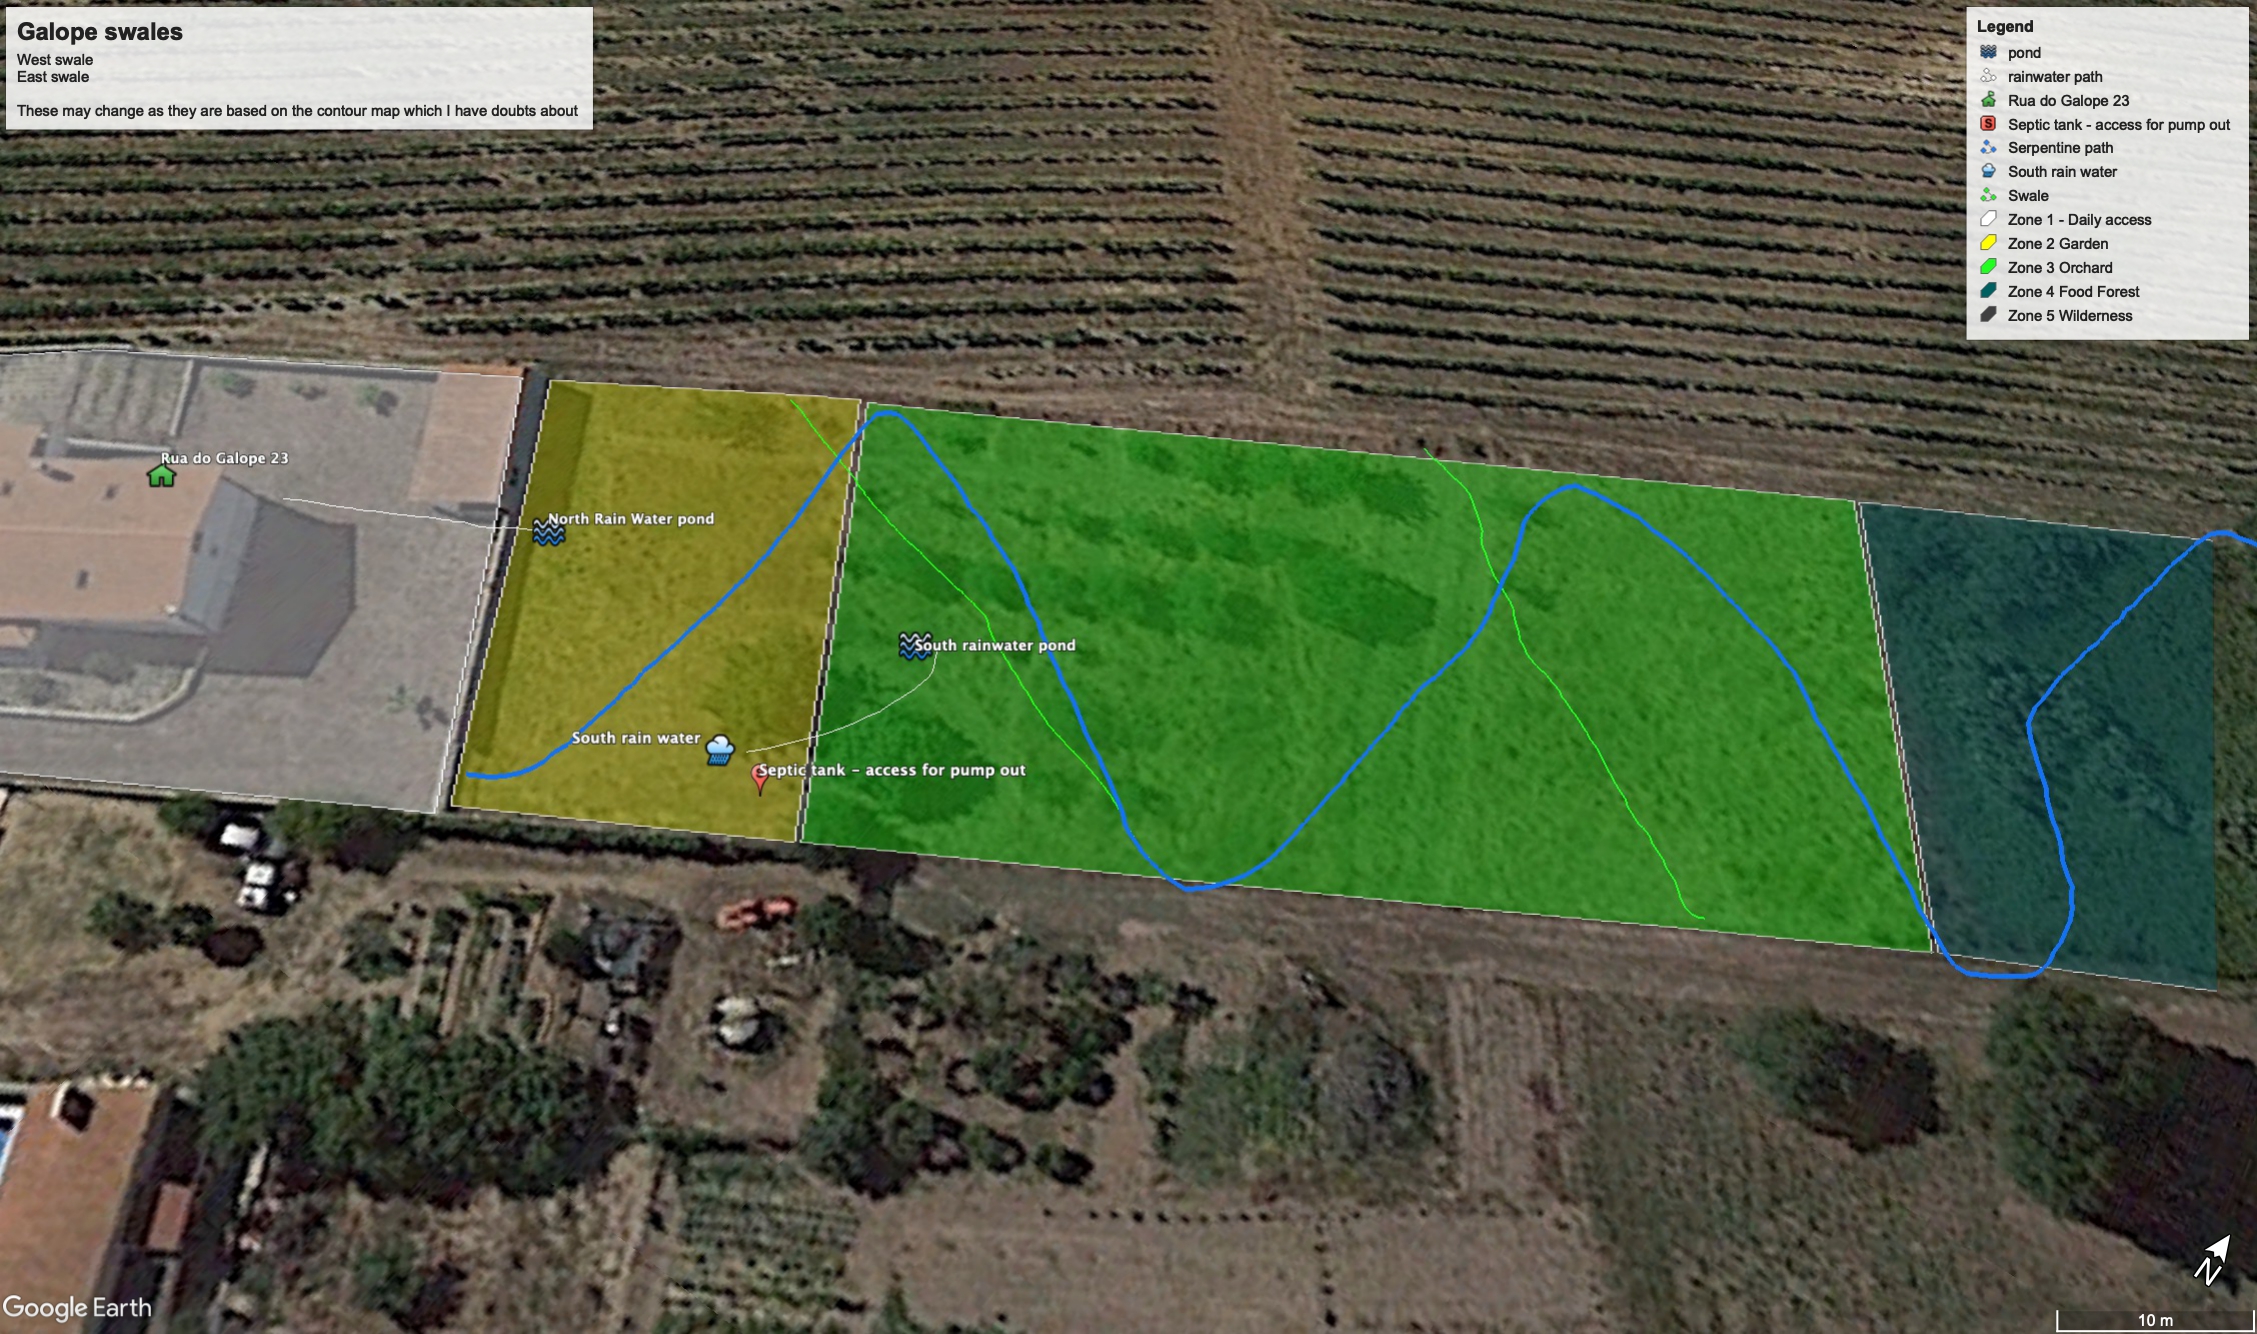 Galope swales
West swale
East swale
These may change as they are based on the contour map which I have doubts about
Legend
pond
rainwater path
Rua do Galope 23
S
Septic tank - access for pump out
Serpentine path
South rain water
Swale
Zone 1 - Daily access
Zone 2 Garden
Zone 3 Orchard
Zone 4 Food Forest
Zone 5 Wilderness
Rua do Galope 23
North Rain Water pond
South rainwater pond
South rain water
Septic tank - access for pump out
N
Google Earth
10 m